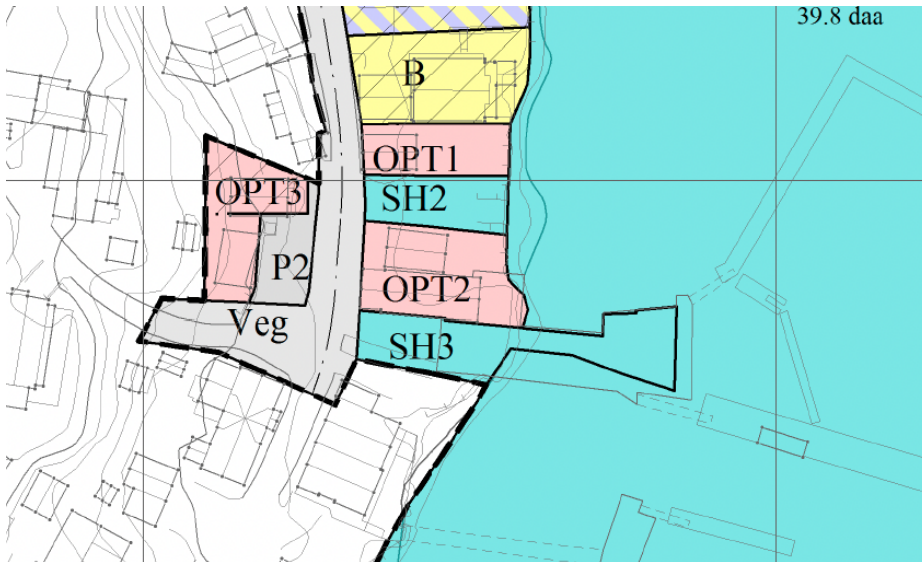 39.8 daa
B
OPT1
OPT3
SH2
P2
OPT2
Veg
SH3